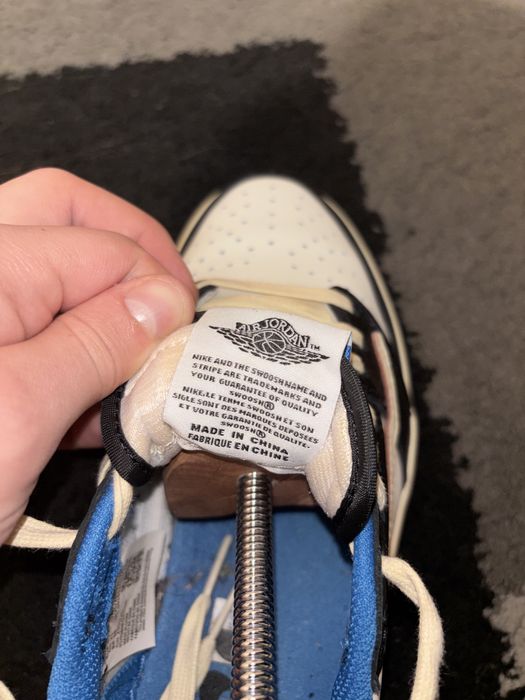 AIR JORDAN™
NIKE AND THE SWOOSH NAME AND
STRIPE ARE TRADEMARKS AND
YOUR GUARANTEE OF QUALITY
SWOOSH®
NIKE, LE TERME SWOOSH ET SON
SIGLE SONT DES MARQUES DEPOSEES
ET VOTRE GARANTIE DE QUALITE.
SWOOSH®
MADE IN CHINA
FABRIQUE EN CHINE